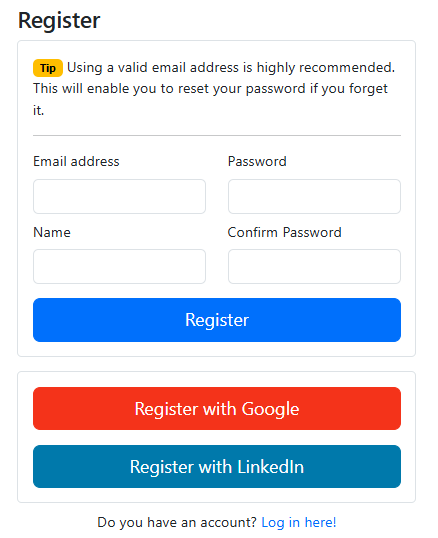 Register
Tip Using a valid email address is highly recommended.
This will enable you to reset your password if you forget
it.
Email address
Password
Name
Confirm Password
Register
Register with Google
Register with LinkedIn
Do you have an account? Log in here!